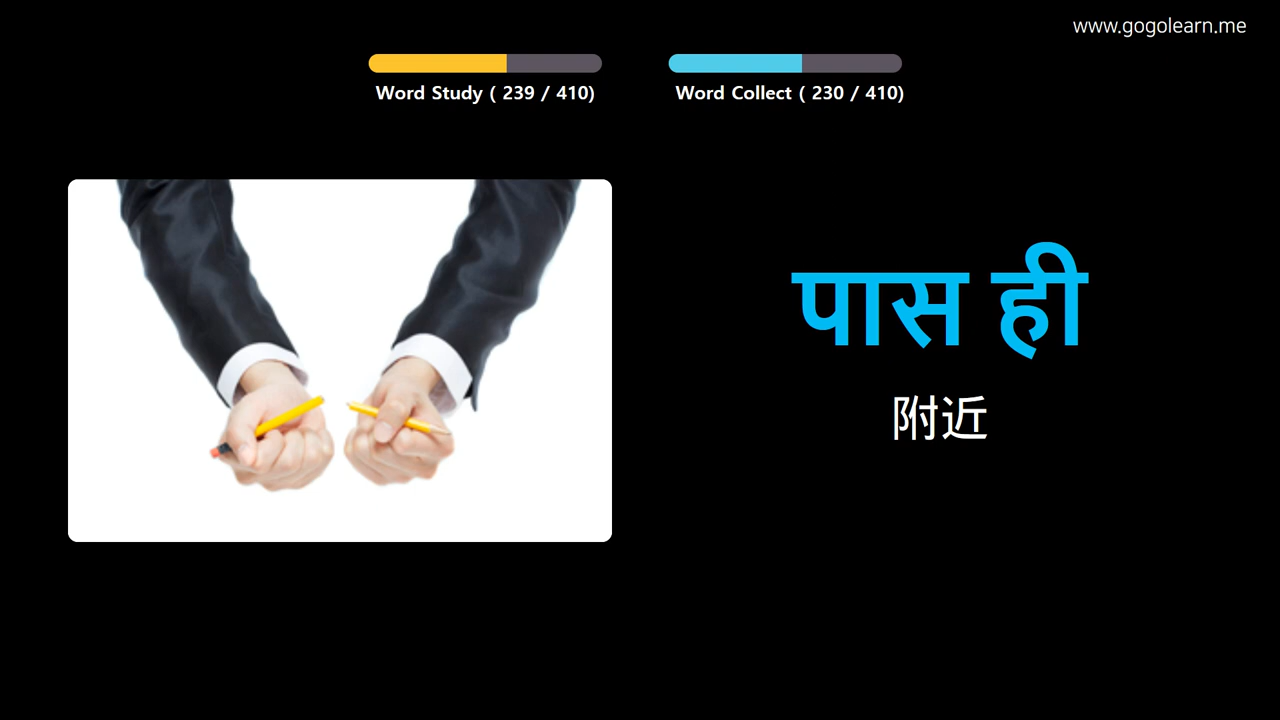 www.gogolearn.me
Word Study ( 239 / 410)
Word Collect ( 230 / 410)
पास ही
附近